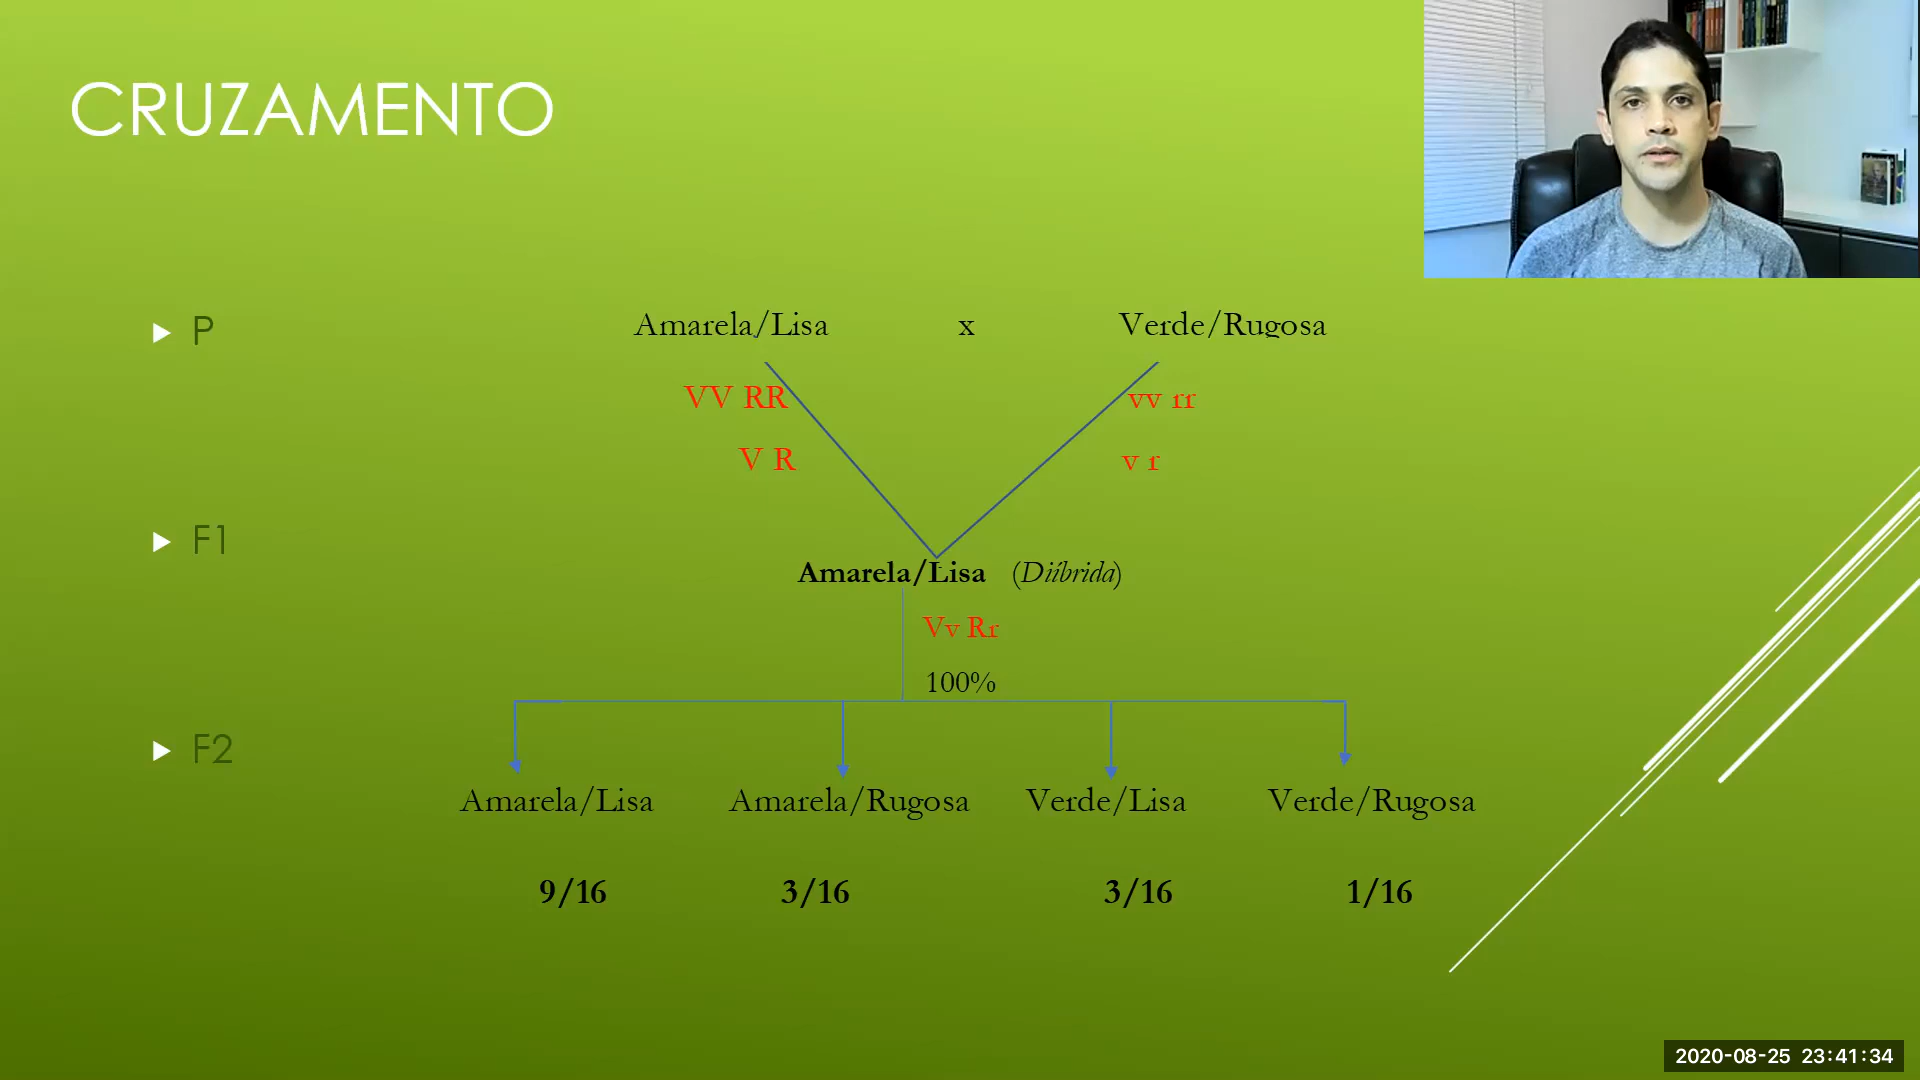 CRUZAMENTO
P
Amarela/Lisa x Verde/Rugosa
VV RR vv rr
V R v r
F1
Amarela/Lisa (Diíbrida)
Vv Rr
100%
F2
Amarela/Lisa Amarela/Rugosa Verde/Lisa Verde/Rugosa
9/16 3/16 3/16 1/16
2020-08-25 23:41:34